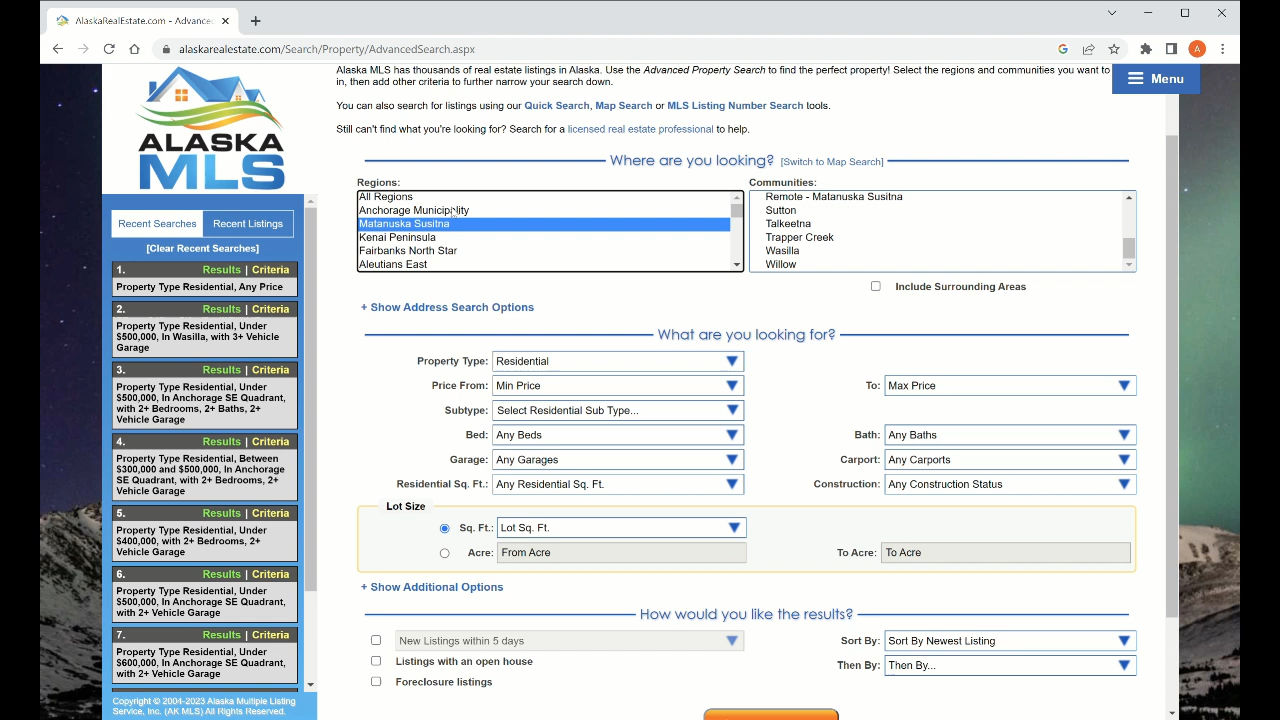 AlaskaRealEstate.com - Advanced
alaskarealestate.com/Search/Property/AdvancedSearch.aspx
A
Menu
ALASKA
MLS
Recent Searches
Recent Listings
[Clear Recent Searches]
1. Results | Criteria
Property Type Residential, Any Price
2. Results | Criteria
Property Type Residential, Under
$500,000, In Wasilla, with 3+ Vehicle
Garage
3. Results | Criteria
Property Type Residential, Under
$500,000, In Anchorage SE Quadrant,
with 2+ Bedrooms, 2+ Baths, 2+
Vehicle Garage
4. Results | Criteria
Property Type Residential, Between
$300,000 and $500,000, In Anchorage
SE Quadrant, with 2+ Bedrooms, 2+
Vehicle Garage
5. Results | Criteria
Property Type Residential, Under
$400,000, with 2+ Bedrooms, 2+
Vehicle Garage
6. Results | Criteria
Property Type Residential, Under
$500,000, In Anchorage SE Quadrant,
with 2+ Vehicle Garage
7. Results | Criteria
Property Type Residential, Under
$600,000, In Anchorage SE Quadrant,
with 2+ Vehicle Garage
Copyright © 2004-2023 Alaska Multiple Listing
Service, Inc. (AK MLS) All Rights Reserved.
Alaska MLS has thousands of real estate listings in Alaska. Use the Advanced Property Search to find the perfect property! Select the regions and communities you want to
in, then add other criteria to further narrow your search down.
You can also search for listings using our Quick Search, Map Search or MLS Listing Number Search tools.
Still can't find what you're looking for? Search for a licensed real estate professional to help.
Where are you looking? [Switch to Map Search]
Regions:
All Regions
Anchorage Municipality
Matanuska Susitna
Kenai Peninsula
Fairbanks North Star
Aleutians East
Communities:
Remote - Matanuska Susitna
Sutton
Talkeetna
Trapper Creek
Wasilla
Willow
Include Surrounding Areas
+ Show Address Search Options
What are you looking for?
Property Type: Residential
Price From: Min Price To: Max Price
Subtype: Select Residential Sub Type...
Bed: Any Beds Bath: Any Baths
Garage: Any Garages Carport: Any Carports
Residential Sq. Ft.: Any Residential Sq. Ft. Construction: Any Construction Status
Lot Size
Sq. Ft.: Lot Sq. Ft.
Acre: From Acre To Acre: To Acre
+ Show Additional Options
How would you like the results?
New Listings within 5 days Sort By: Sort By Newest Listing
Listings with an open house Then By: Then By...
Foreclosure listings